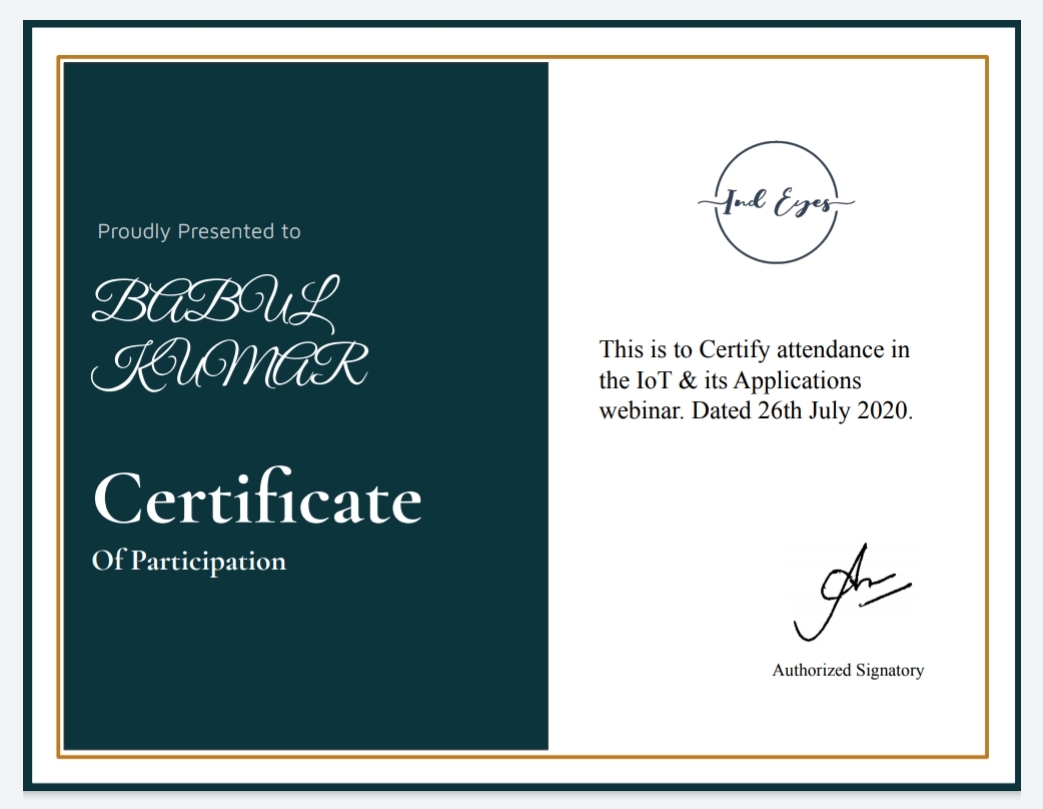 Proudly Presented to
BABUL
KUMAR
Certificate
Of Participation
Ind Eyes
This is to Certify attendance in
the IoT & its Applications
webinar. Dated 26th July 2020.
Authorized Signatory